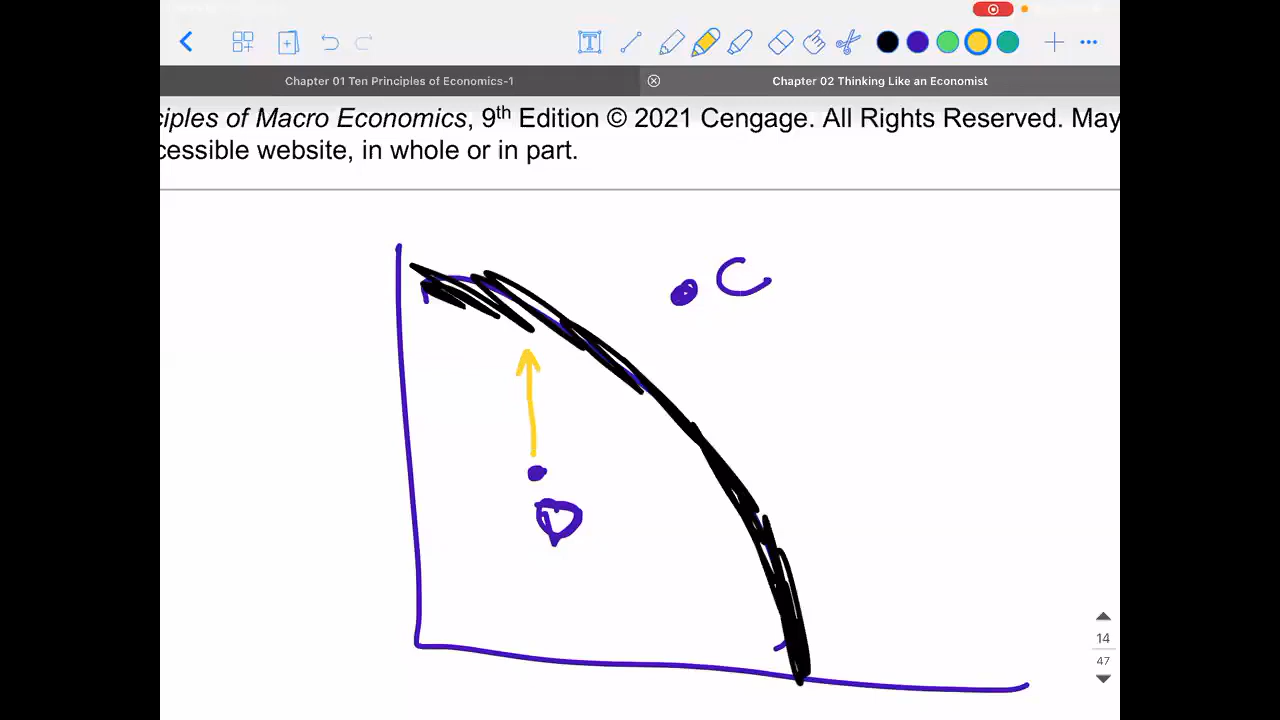 Chapter 01 Ten Principles of Economics-1
Chapter 02 Thinking Like an Economist
ciples of Macro Economics, 9th Edition © 2021 Cengage. All Rights Reserved. May
cessible website, in whole or in part.
C
D
14
47